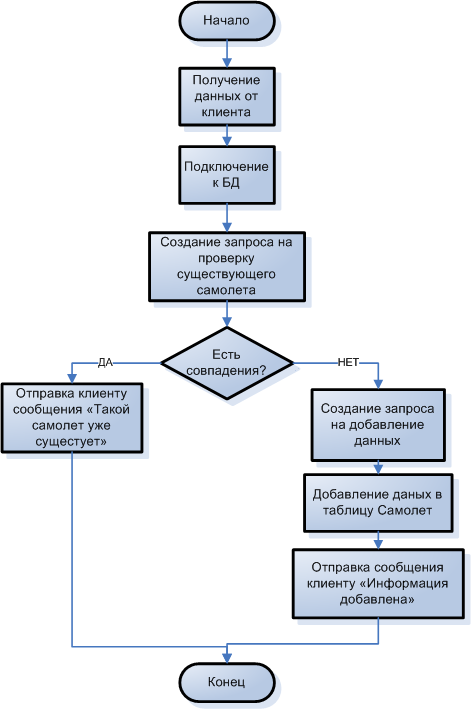 Начало
Получение
данных от
клиента
Подключение
к БД
Создание запроса на
проверку
существующего
самолета
Есть
совпадения?
ДА
НЕТ
Отправка клиенту
сообщения «Такой
самолет уже
сущестует»
Создание запроса
на добавление
данных
Добавление даных в
таблицу Самолет
Отправка сообщения
клиенту «Информация
добавлена»
Конец